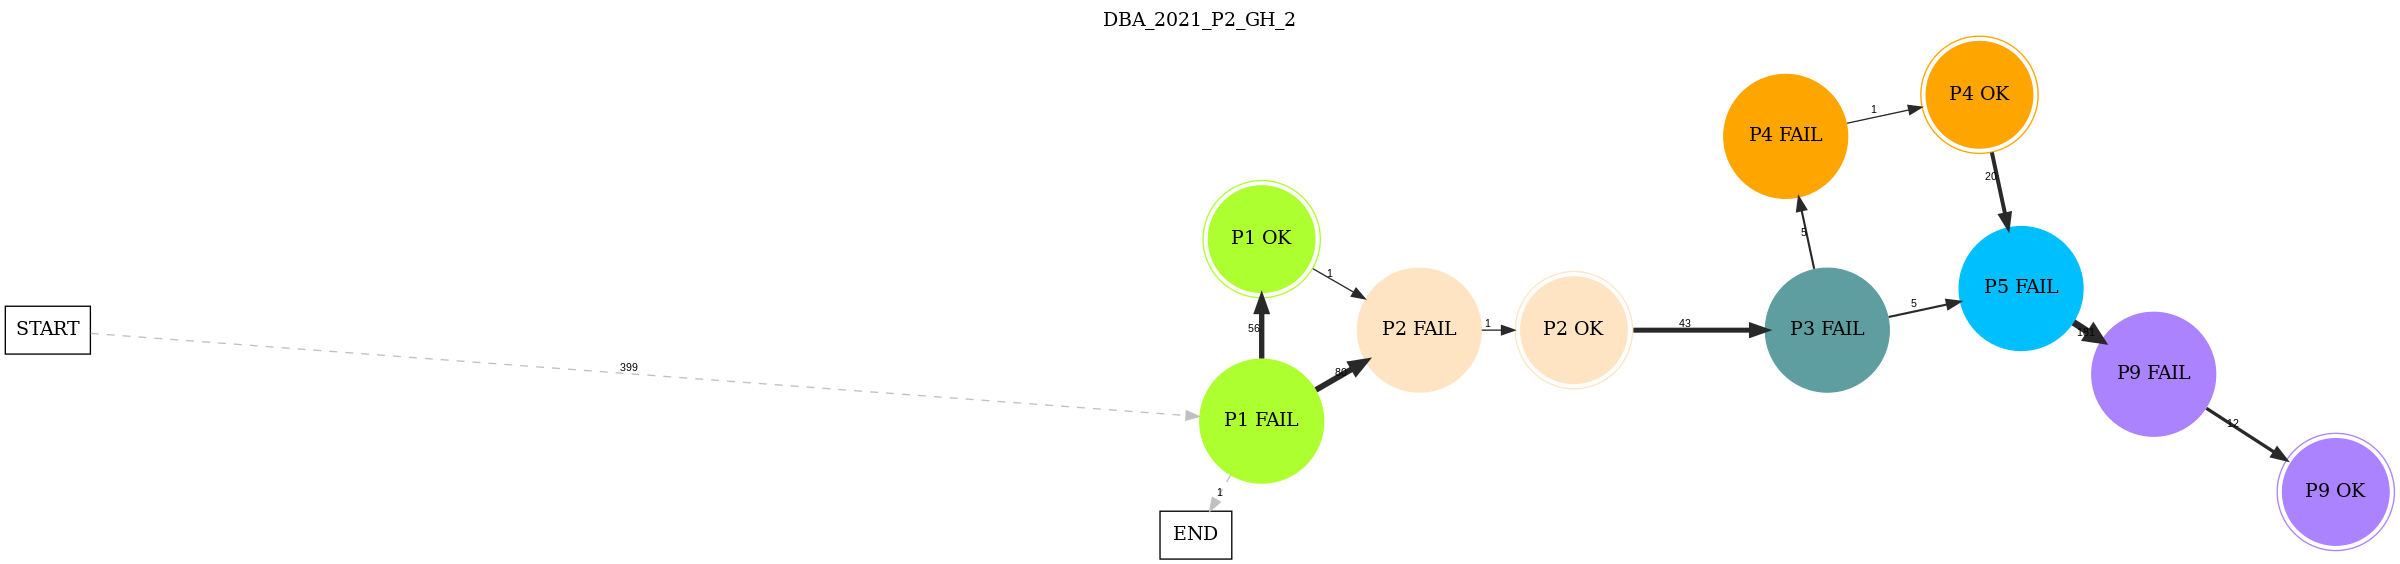 DBA_2021_P2_GH_2
P4 OK
1
P4 FAIL
20
5
P1 OK
1
P5 FAIL
5
START
56
P2 FAIL
1
P2 OK
43
P3 FAIL
399
P9 FAIL
P1 FAIL
12
1
P9 OK
END